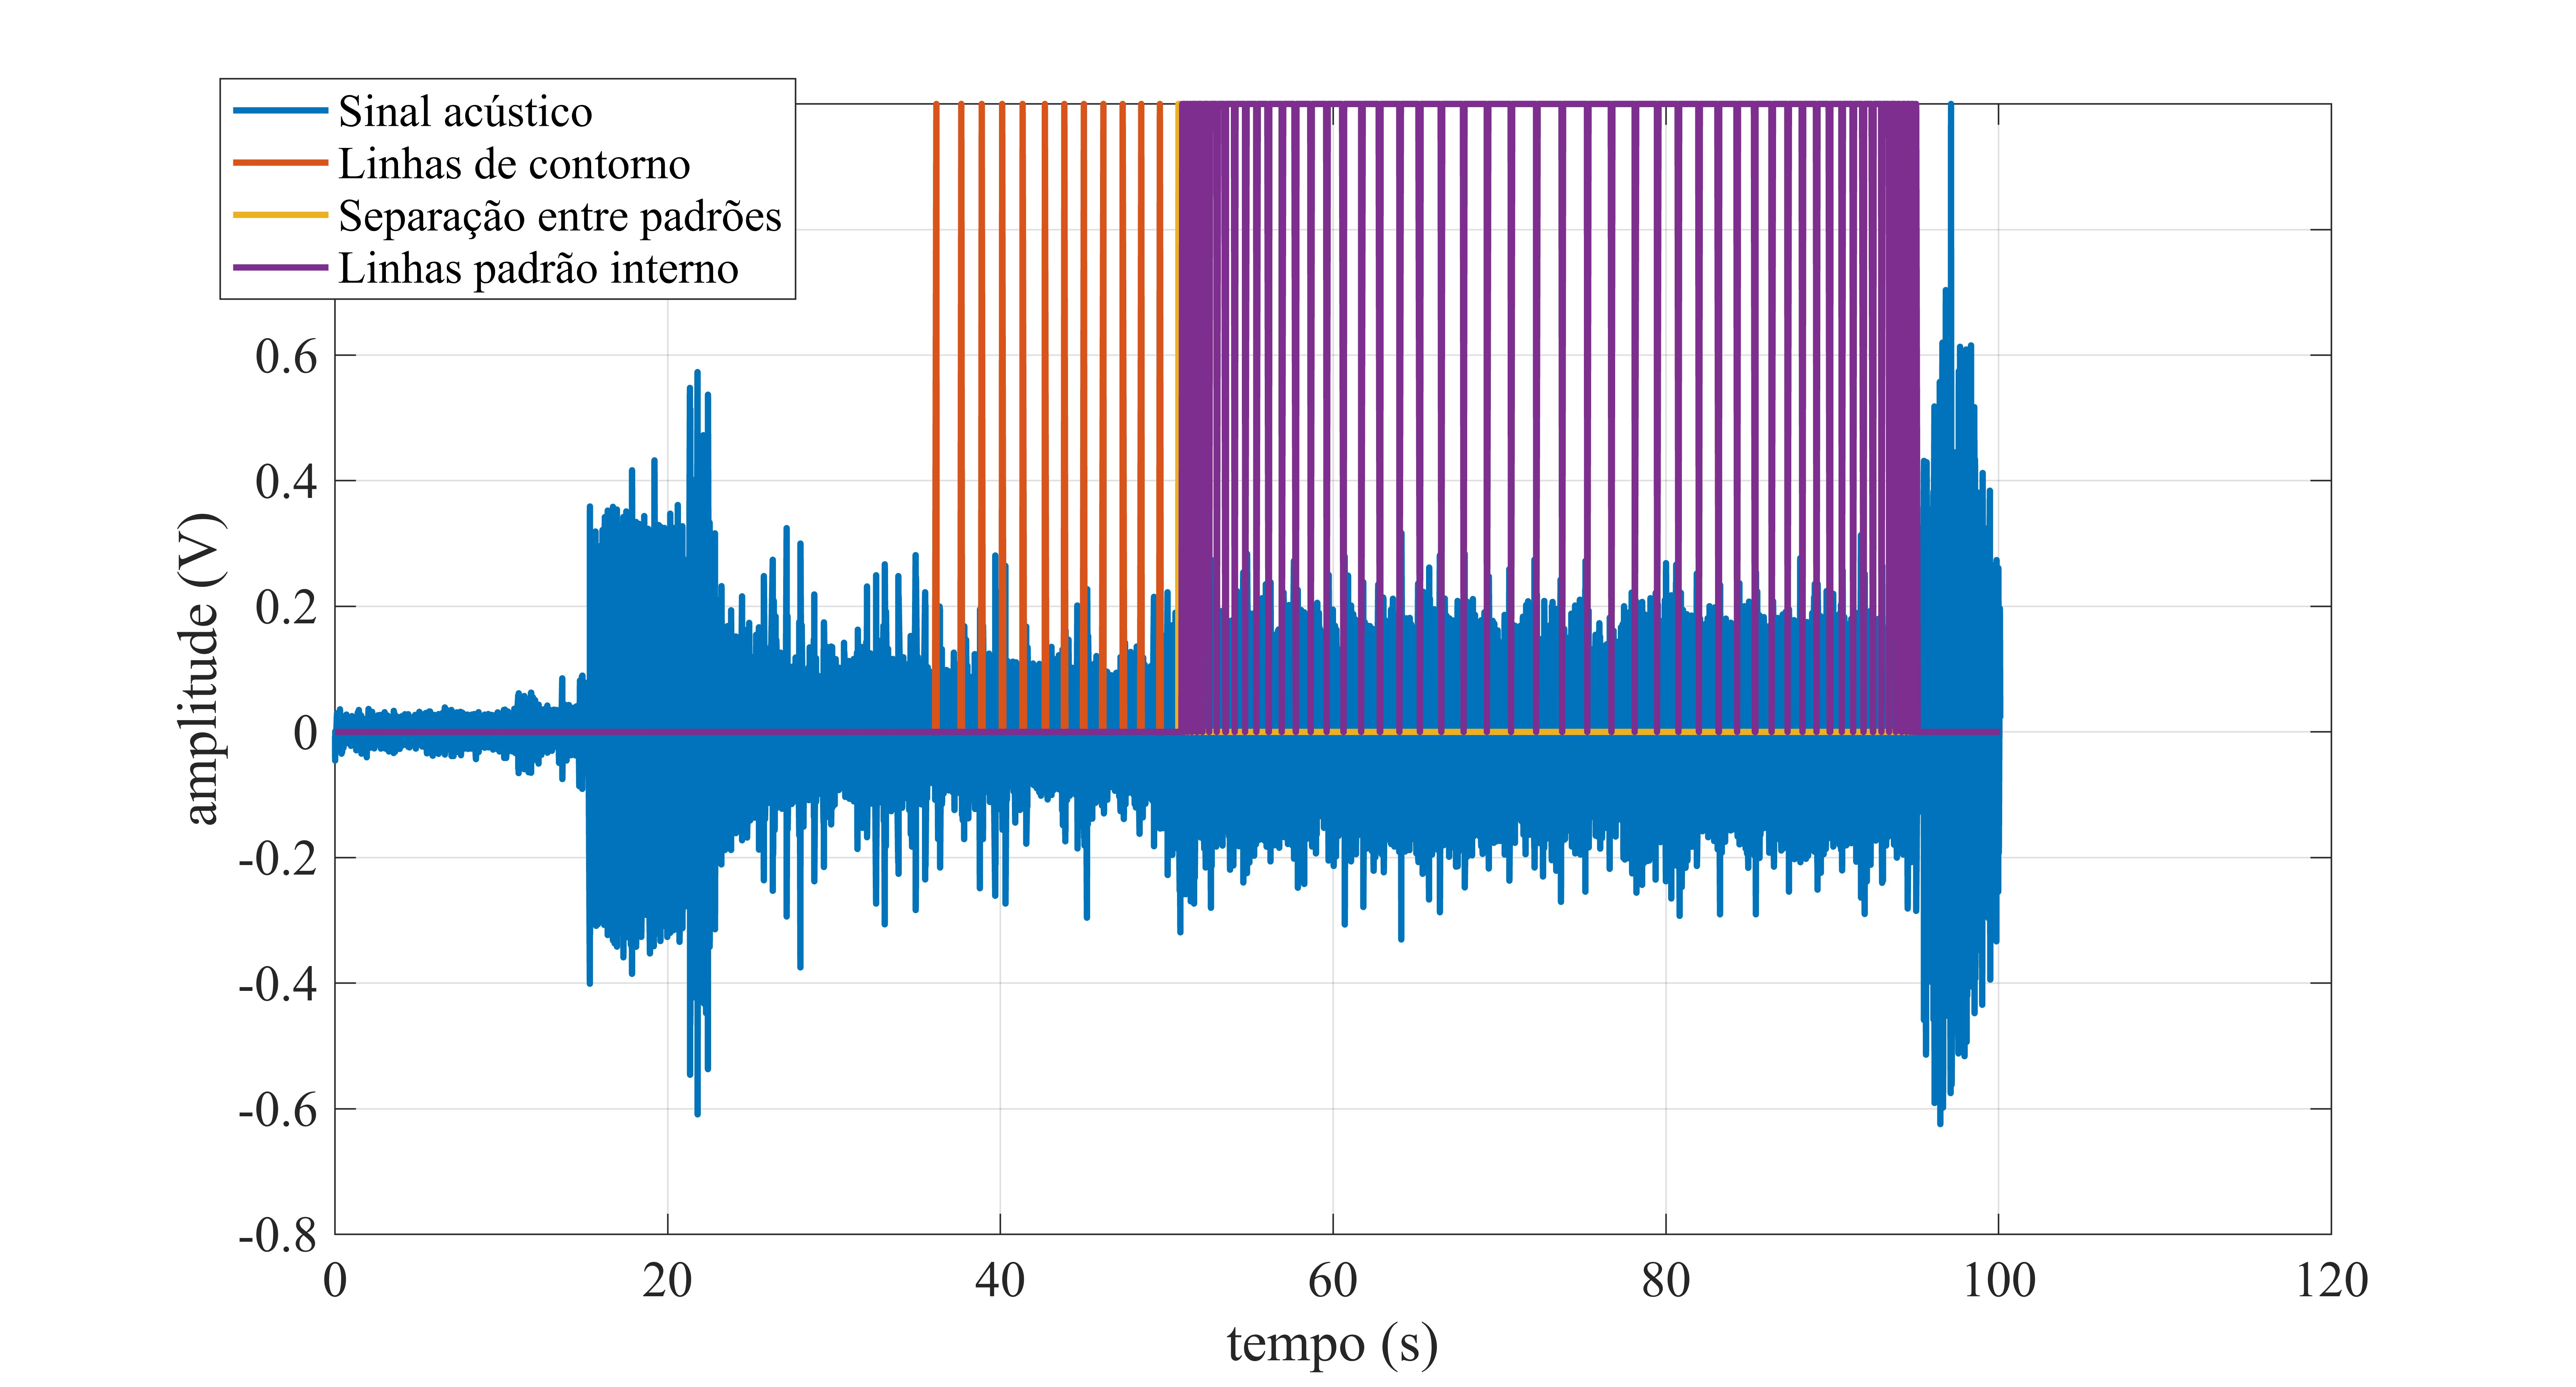 Sinal acústico
Linhas de contorno
Separação entre padrões
Linhas padrão interno
0.6
0.4
0.2
0
-0.2
-0.4
-0.6
-0.8
amplitude (V)
0 20 40 60 80 100 120
tempo (s)